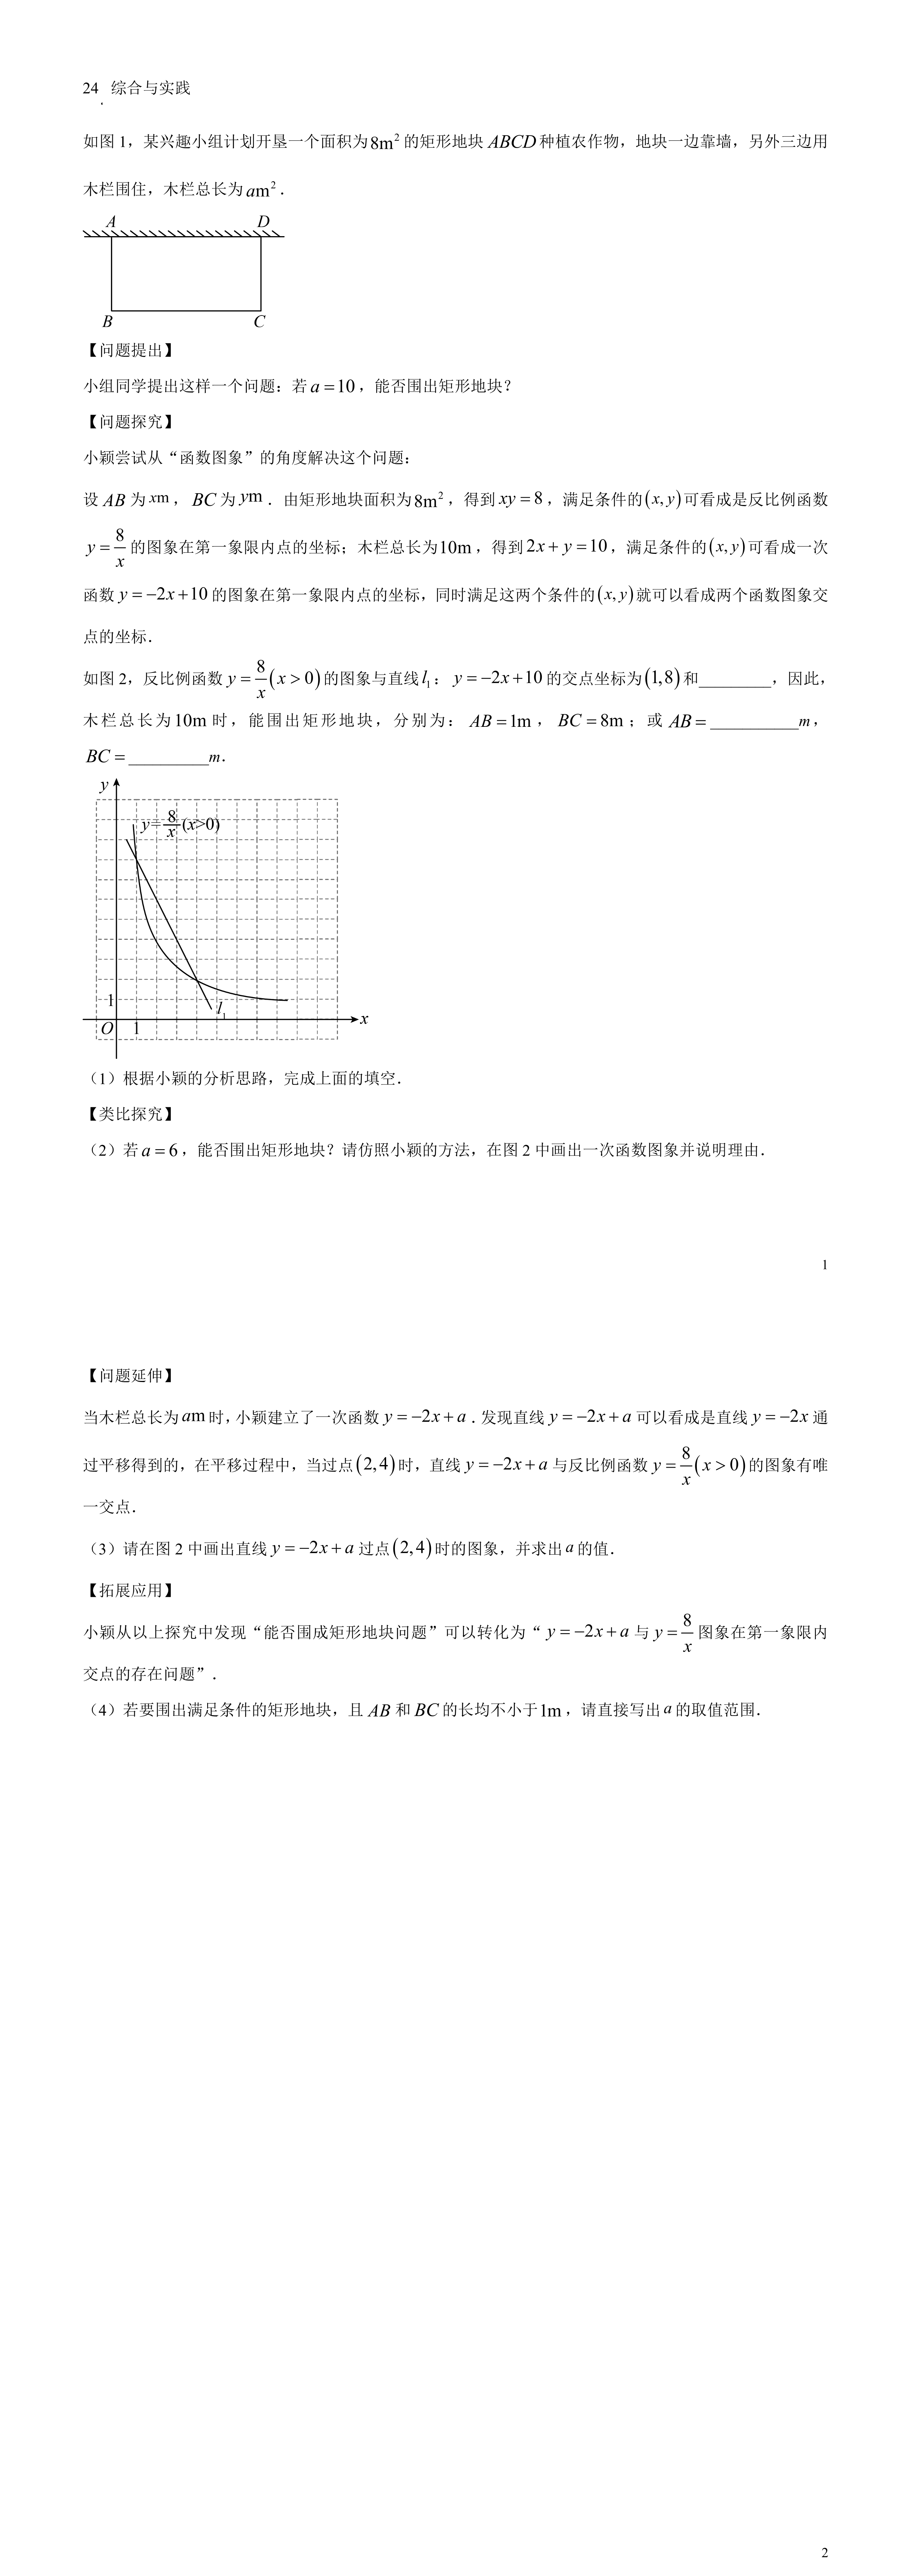 24 综合与实践
.
如图 1，某兴趣小组计划开垦一个面积为8m²的矩形地块 ABCD 种植农作物，地块一边靠墙，另外三边用
木栏围住，木栏总长为 am²．
A D
B C
【问题提出】
小组同学提出这样一个问题：若 a =10，能否围出矩形地块？
【问题探究】
小颖尝试从“函数图象”的角度解决这个问题：
设 AB 为 xm，BC 为 ym．由矩形地块面积为8m²，得到 xy = 8，满足条件的(x, y)可看成是反比例函数
y = 8/x 的图象在第一象限内点的坐标；木栏总长为10m，得到 2x + y =10，满足条件的(x, y)可看成一次
函数 y = −2x +10 的图象在第一象限内点的坐标，同时满足这两个条件的(x, y)就可以看成两个函数图象交
点的坐标．
如图 2，反比例函数 y = 8/x (x > 0)的图象与直线 l₁：y = −2x +10 的交点坐标为(1,8)和_________，因此，
木栏总长为10m 时，能围出矩形地块，分别为：AB =1m，BC = 8m；或 AB = ___________m，
BC = __________m．
y
y= 8/x (x>0)
1
l₁
O 1 x
（1）根据小颖的分析思路，完成上面的填空．
【类比探究】
（2）若 a = 6，能否围出矩形地块？请仿照小颖的方法，在图 2 中画出一次函数图象并说明理由．
1
【问题延伸】
当木栏总长为 am 时，小颖建立了一次函数 y = −2x + a．发现直线 y = −2x + a 可以看成是直线 y = −2x 通
过平移得到的，在平移过程中，当过点(2, 4)时，直线 y = −2x + a 与反比例函数 y = 8/x (x > 0)的图象有唯
一交点．
（3）请在图 2 中画出直线 y = −2x + a 过点(2, 4)时的图象，并求出 a 的值．
【拓展应用】
小颖从以上探究中发现“能否围成矩形地块问题”可以转化为“ y = −2x + a 与 y = 8/x 图象在第一象限内
交点的存在问题”．
（4）若要围出满足条件的矩形地块，且 AB 和 BC 的长均不小于1m，请直接写出 a 的取值范围．
2